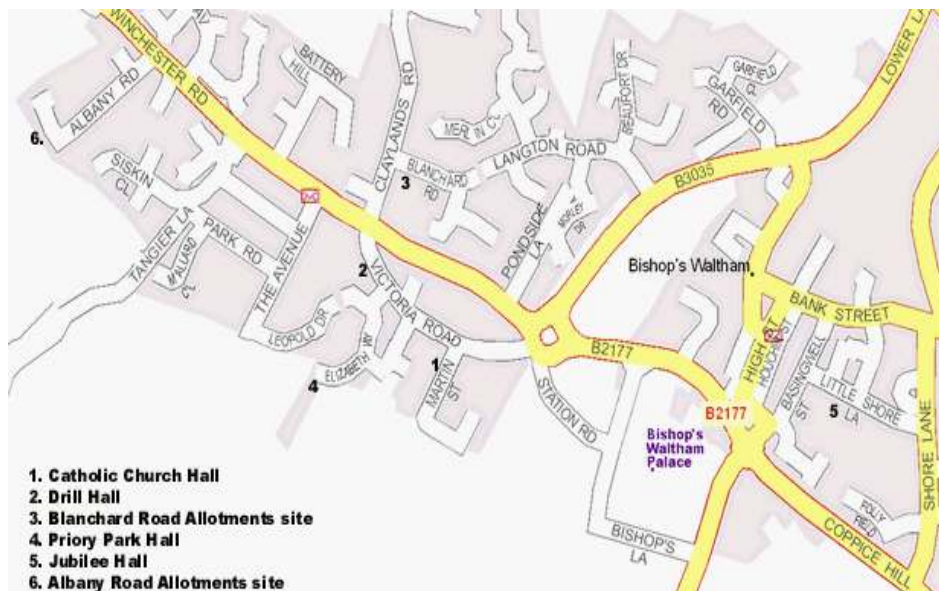 WINCHESTER RD
BATTERY
HILL
CLAYLANDS RD
BEAUFORT DR
GARFIELD
CL
GARFIELD
RD
ALBANY RD
6.
MERLIN CL
LANGTON ROAD
SISKIN
CL
BLANCHARD
RD
3
B3035
TANGIER LA
PARK RD
MALLARD
CL
THE AVENUE
PONDSIDE
LA
MORLEY
DR
2
VICTORIA ROAD
Bishop's Waltham
BANK STREET
LEOPOLD DR
ELIZABETH WY
4
1
MARTIN
ST
B2177
HIGH ST
HOUCHIN ST
BASINGWELL
ST
LITTLE SHORE
LA
5
STATION RD
B2177
Bishop's
Waltham
Palace
SHORE LANE
FOLLY
FIELD
COPPICE HILL
BISHOP'S
LA
1. Catholic Church Hall
2. Drill Hall
3. Blanchard Road Allotments site
4. Priory Park Hall
5. Jubilee Hall
6. Albany Road Allotments site